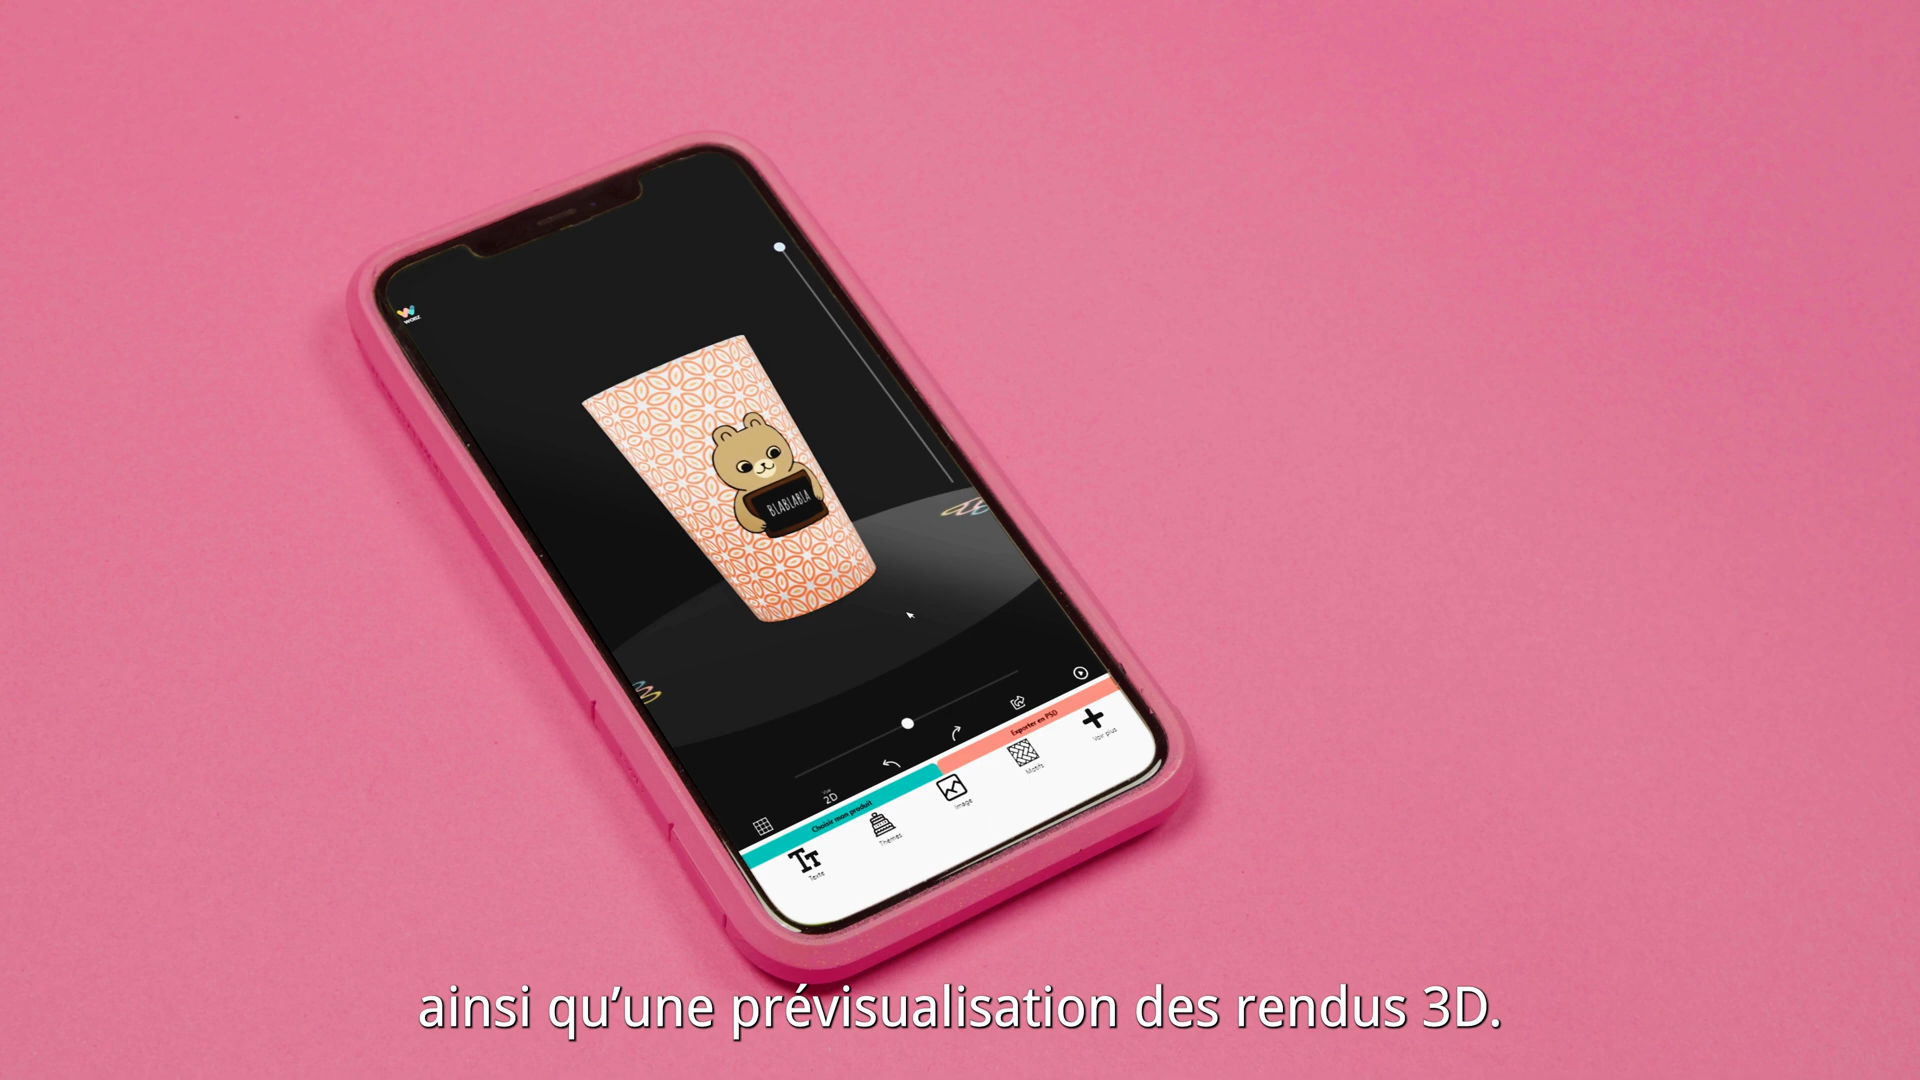 BLABLABLA
Vue
2D
Choisir mon produit
Exporter en PSD
Texte
Thèmes
Image
Motifs
Voir plus
ainsi qu’une prévisualisation des rendus 3D.